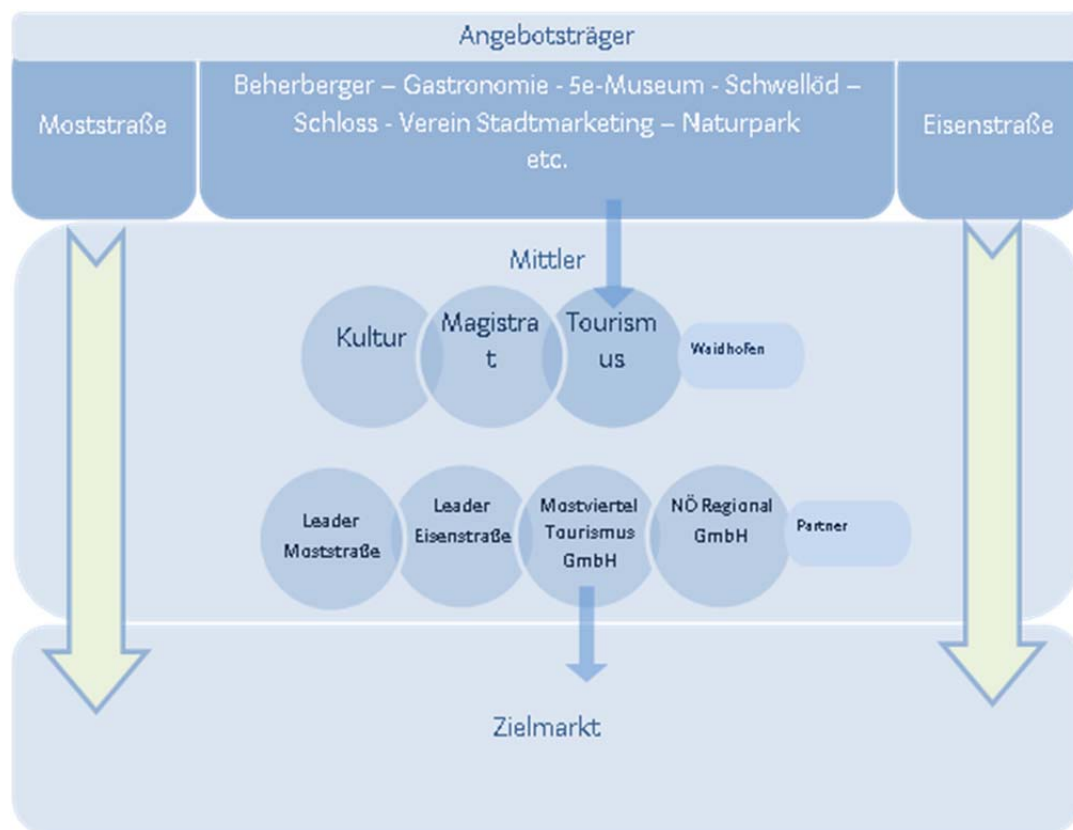 Angebotsträger
Moststraße
Beherberger – Gastronomie - 5e-Museum - Schwellöd –
Schloss - Verein Stadtmarketing – Naturpark
etc.
Eisenstraße
Mittler
Kultur
Magistra
t
Tourism
us
Waidhofen
Leader
Moststraße
Leader
Eisenstraße
Mostviertel
Tourismus
GmbH
NÖ Regional
GmbH
Partner
Zielmarkt